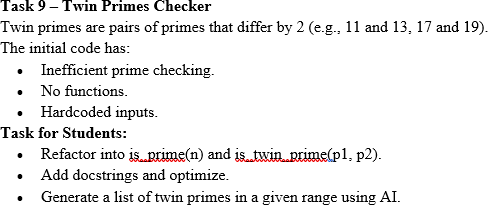 Task 9 – Twin Primes Checker
Twin primes are pairs of primes that differ by 2 (e.g., 11 and 13, 17 and 19).
The initial code has:
• Inefficient prime checking.
• No functions.
• Hardcoded inputs.
Task for Students:
• Refactor into is_prime(n) and is_twin_prime(p1, p2).
• Add docstrings and optimize.
• Generate a list of twin primes in a given range using AI.